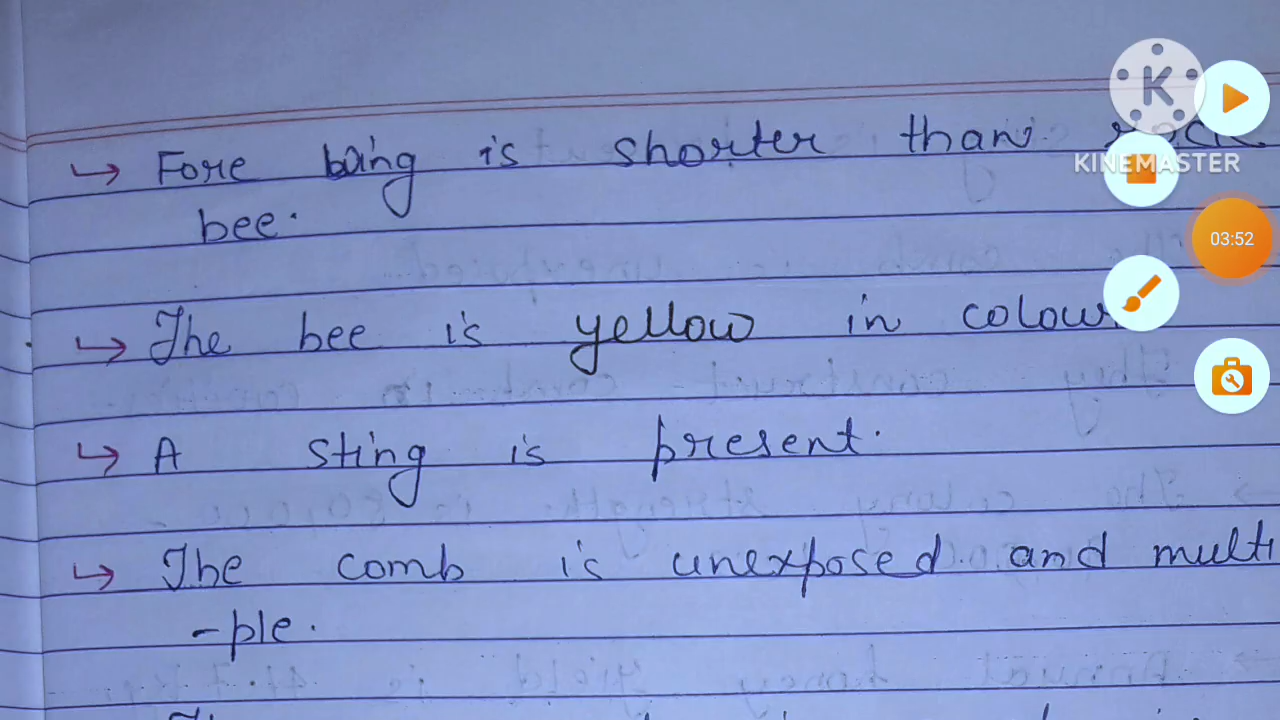 ↳ Fore wing is shorter than rock
bee.
↳ The bee is yellow in colour
↳ A sting is present.
↳ The comb is unexposed and multi
-ple.
KINEMASTER
03:52